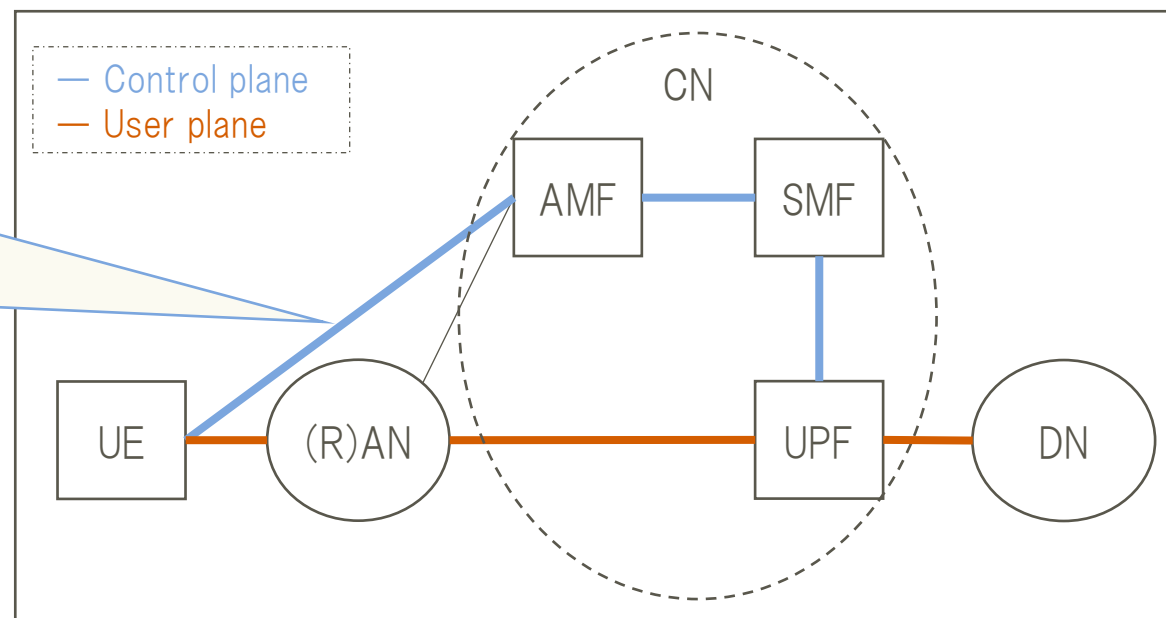 — Control plane
— User plane
CN
AMF
SMF
UE
(R)AN
UPF
DN